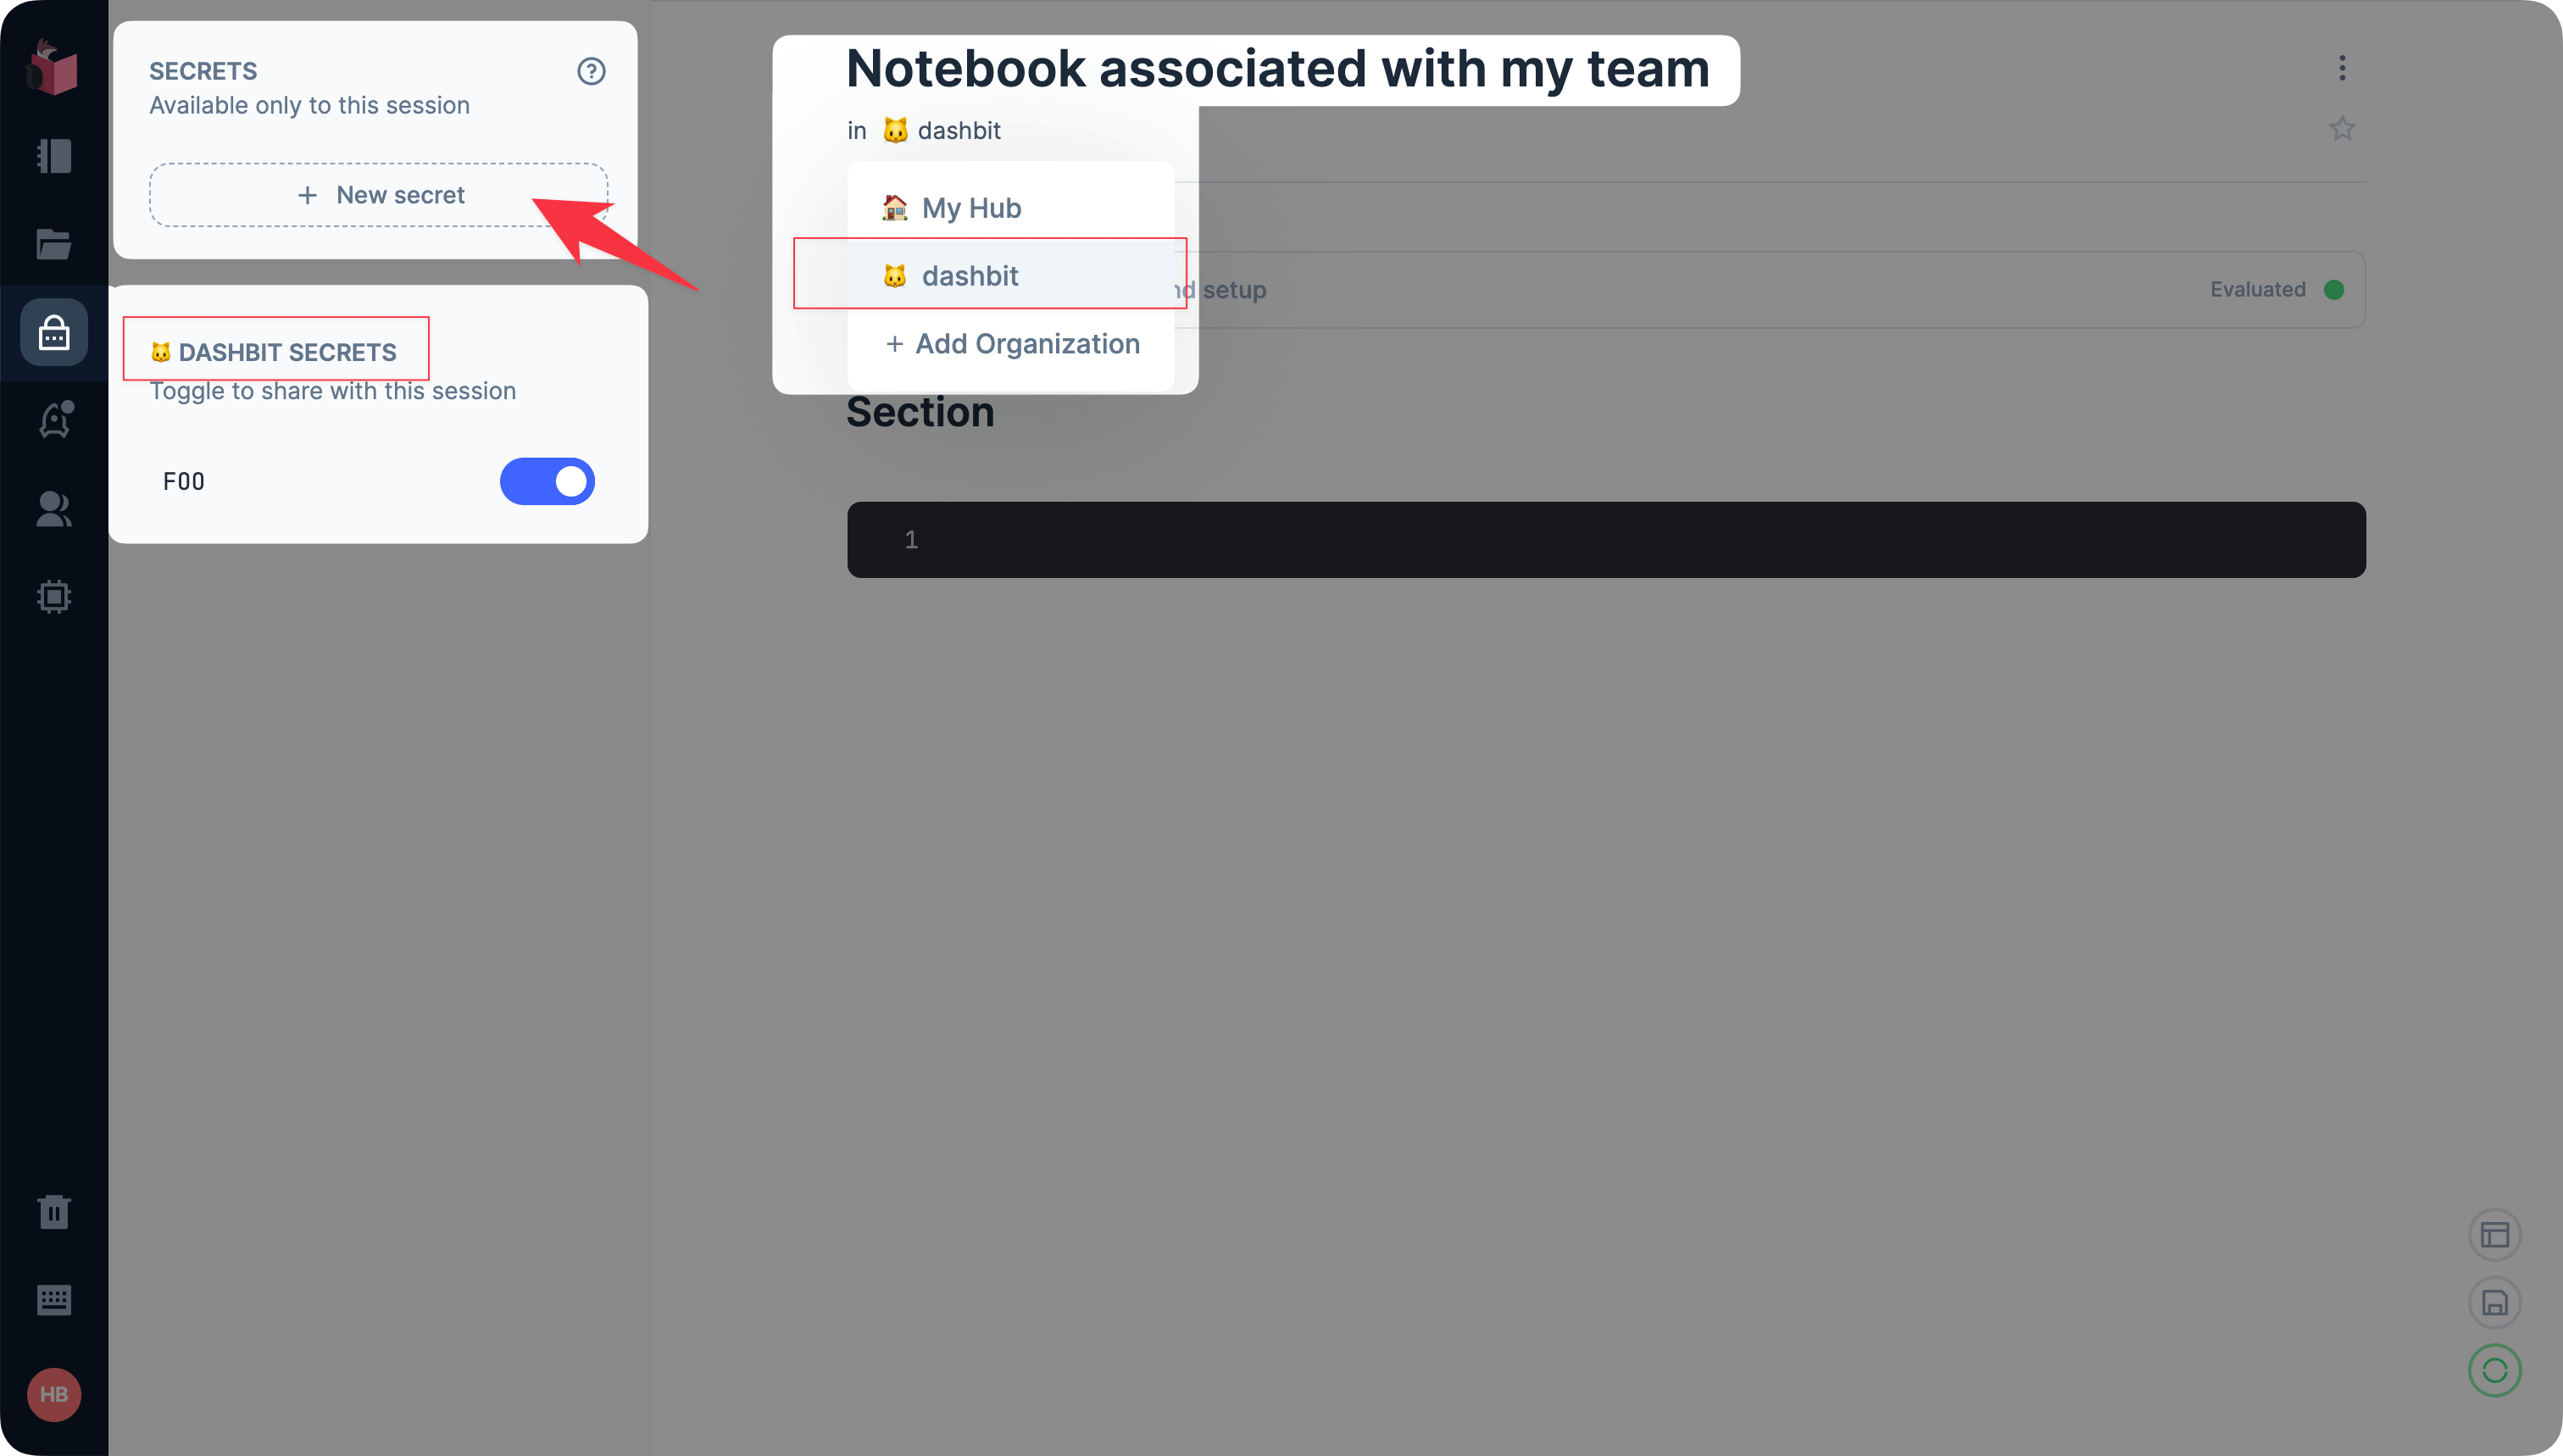 SECRETS
Available only to this session
+ New secret
DASHBIT SECRETS
Toggle to share with this session
FOO
HB
Notebook associated with my team
in dashbit
My Hub
dashbit
+ Add Organization
setup
Evaluated
Section
1